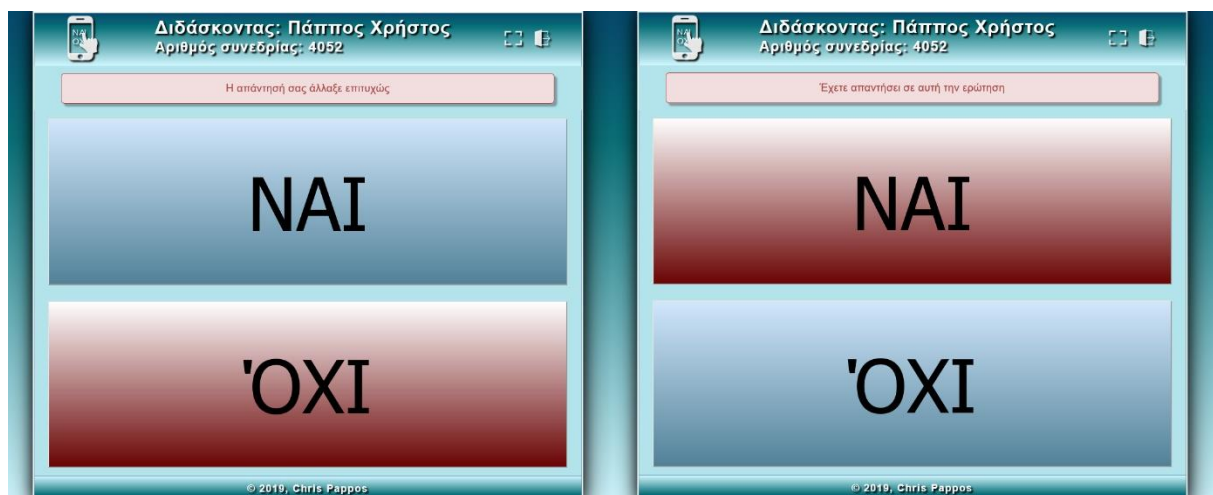 Διδάσκοντας: Πάππος Χρήστος
Αριθμός συνεδρίας: 4052
Η απάντησή σας άλλαξε επιτυχώς
ΝΑΙ
ΌΧΙ
© 2019, Chris Pappos
Διδάσκοντας: Πάππος Χρήστος
Αριθμός συνεδρίας: 4052
Έχετε απαντήσει σε αυτή την ερώτηση
ΝΑΙ
ΌΧΙ
© 2019, Chris Pappos